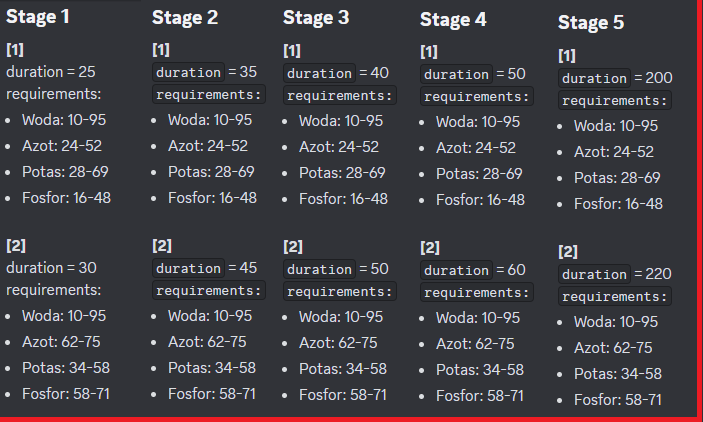 Stage 1
[1]
duration = 25
requirements:
• Woda: 10-95
• Azot: 24-52
• Potas: 28-69
• Fosfor: 16-48
[2]
duration = 30
requirements:
• Woda: 10-95
• Azot: 62-75
• Potas: 34-58
• Fosfor: 58-71
Stage 2
[1]
duration = 35
requirements:
• Woda: 10-95
• Azot: 24-52
• Potas: 28-69
• Fosfor: 16-48
[2]
duration = 45
requirements:
• Woda: 10-95
• Azot: 62-75
• Potas: 34-58
• Fosfor: 58-71
Stage 3
[1]
duration = 40
requirements:
• Woda: 10-95
• Azot: 24-52
• Potas: 28-69
• Fosfor: 16-48
[2]
duration = 50
requirements:
• Woda: 10-95
• Azot: 62-75
• Potas: 34-58
• Fosfor: 58-71
Stage 4
[1]
duration = 50
requirements:
• Woda: 10-95
• Azot: 24-52
• Potas: 28-69
• Fosfor: 16-48
[2]
duration = 60
requirements:
• Woda: 10-95
• Azot: 62-75
• Potas: 34-58
• Fosfor: 58-71
Stage 5
[1]
duration = 200
requirements:
• Woda: 10-95
• Azot: 24-52
• Potas: 28-69
• Fosfor: 16-48
[2]
duration = 220
requirements:
• Woda: 10-95
• Azot: 62-75
• Potas: 34-58
• Fosfor: 58-71